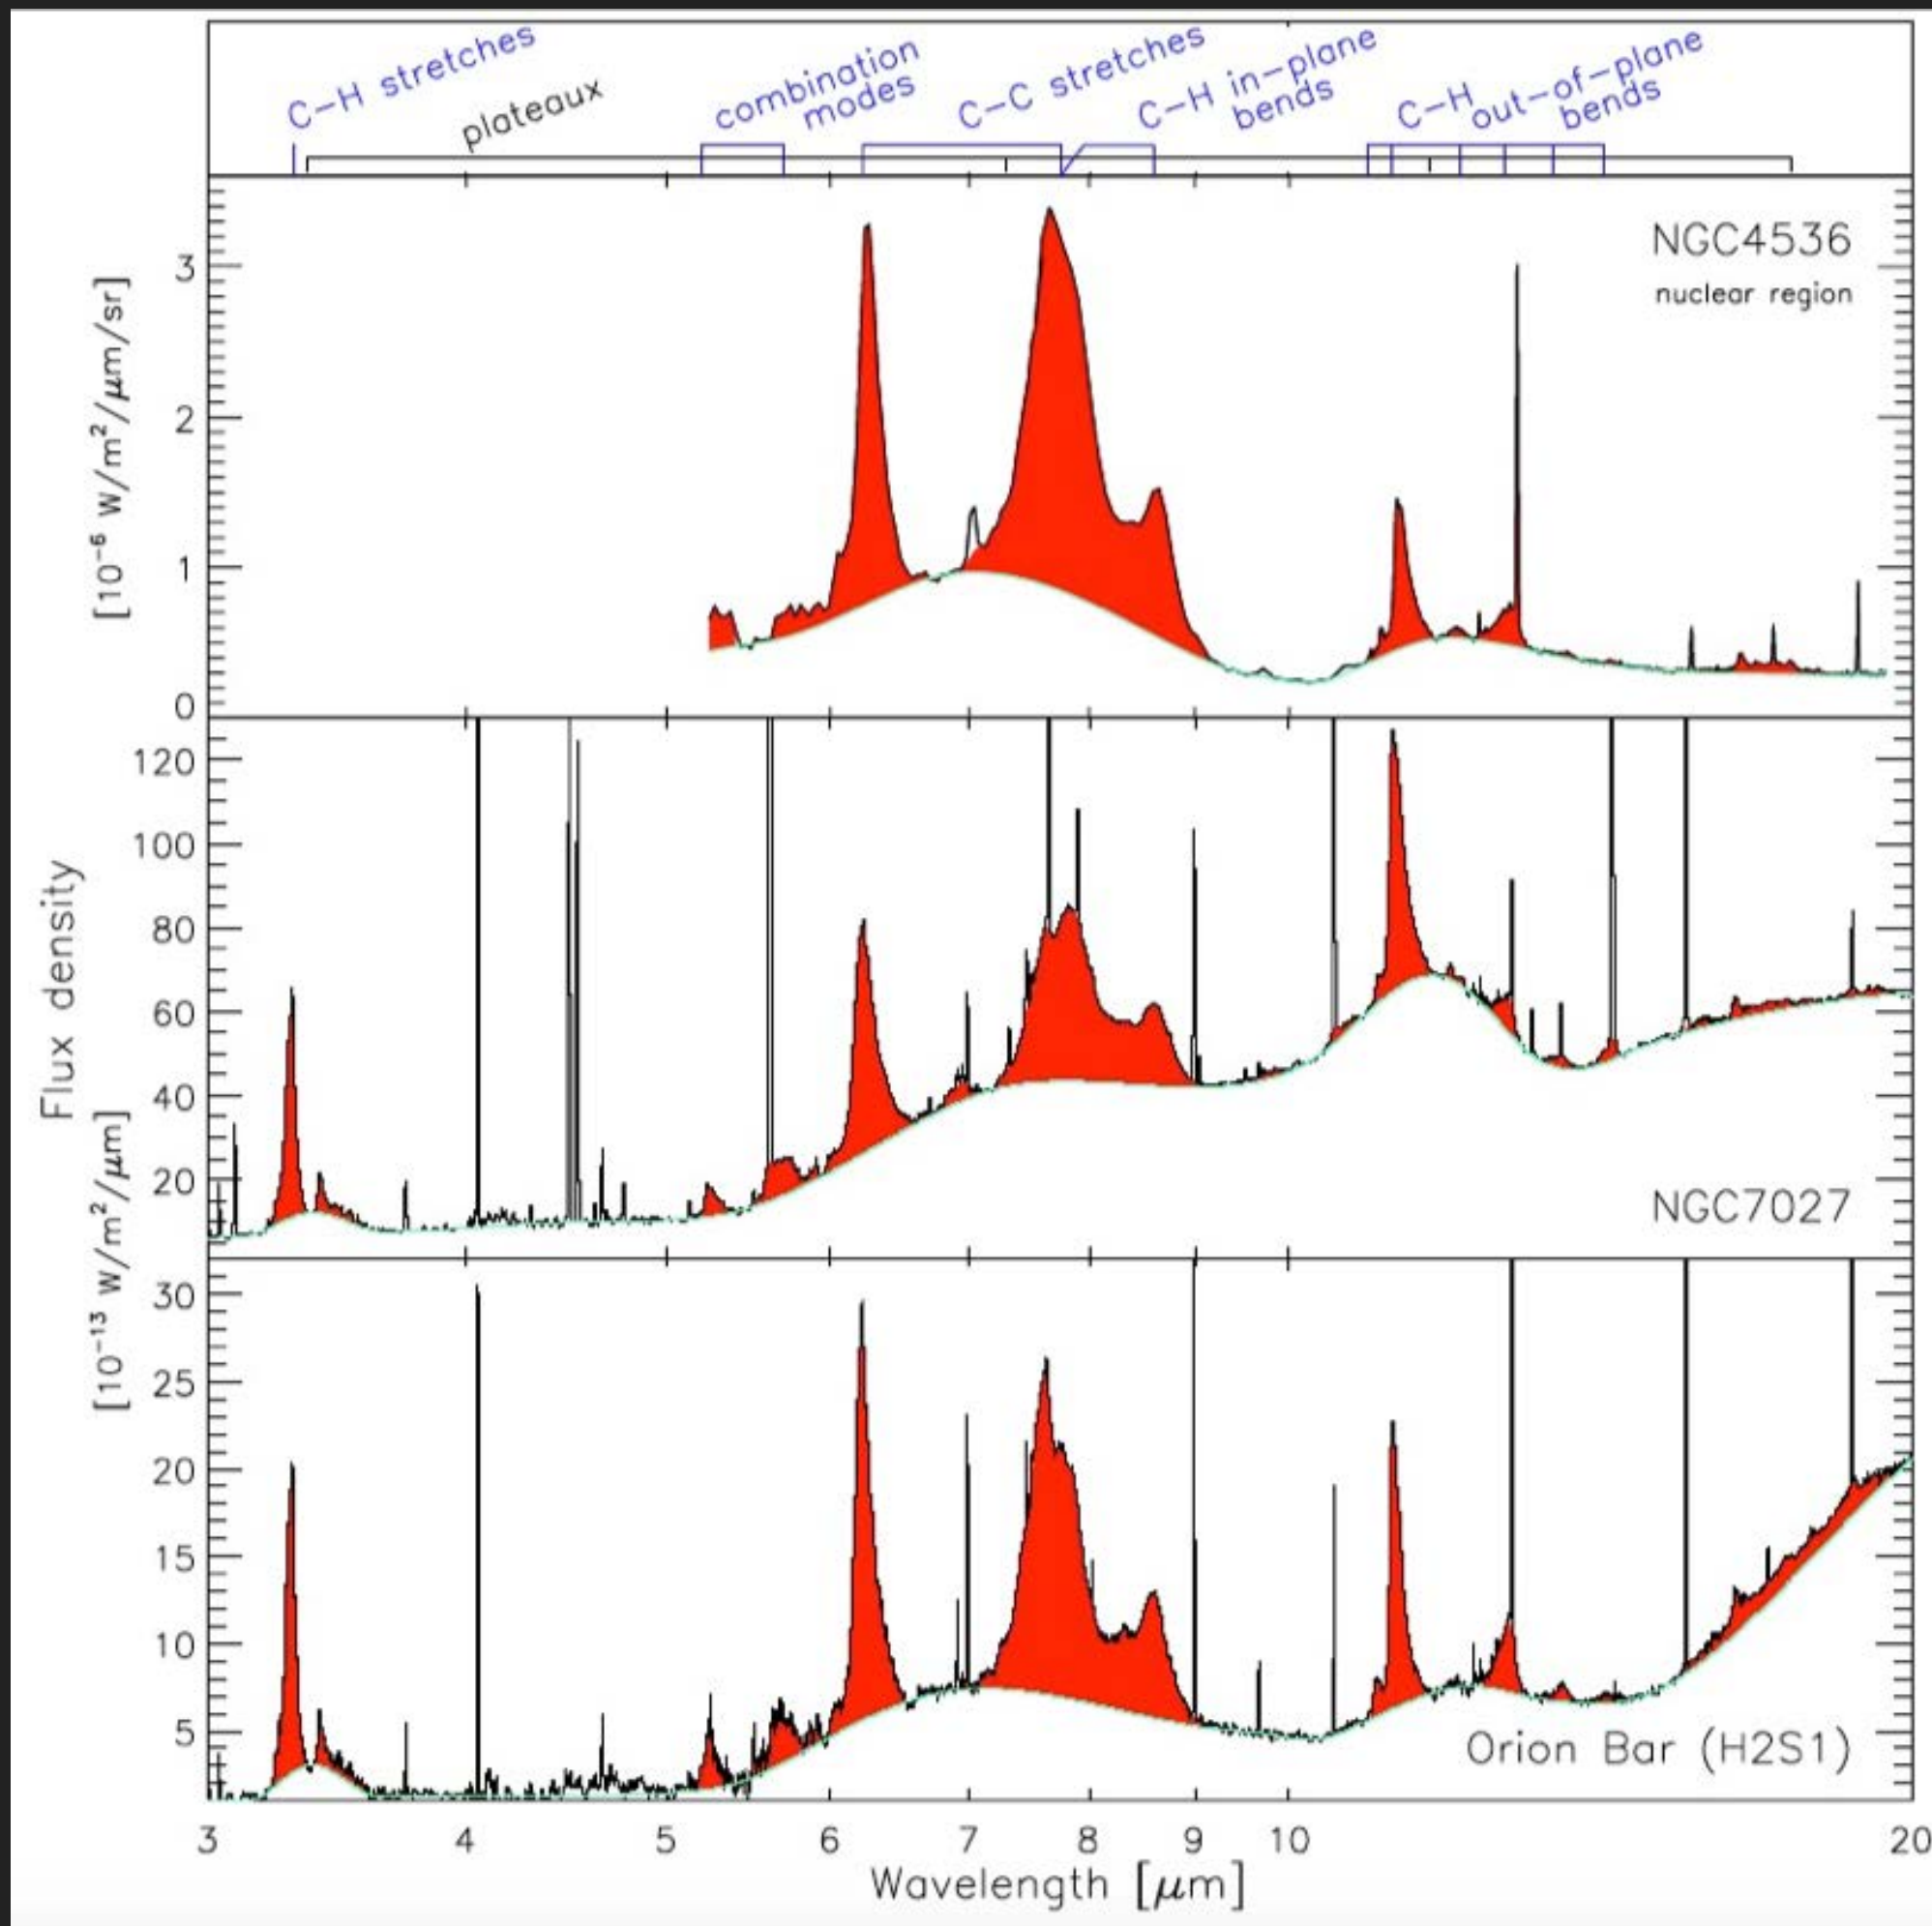 C-H stretches
plateaux
combination
modes
C-C stretches
C-H in-plane
bends
C-H out-of-plane
bends
NGC4536
nuclear region
[10⁻⁶ W/m²/μm/sr]
3
2
1
0
Flux density
[10⁻¹³ W/m²/μm]
120
100
80
60
40
20
NGC7027
30
25
20
15
10
5
Orion Bar (H2S1)
3 4 5 6 7 8 9 10 20
Wavelength [μm]